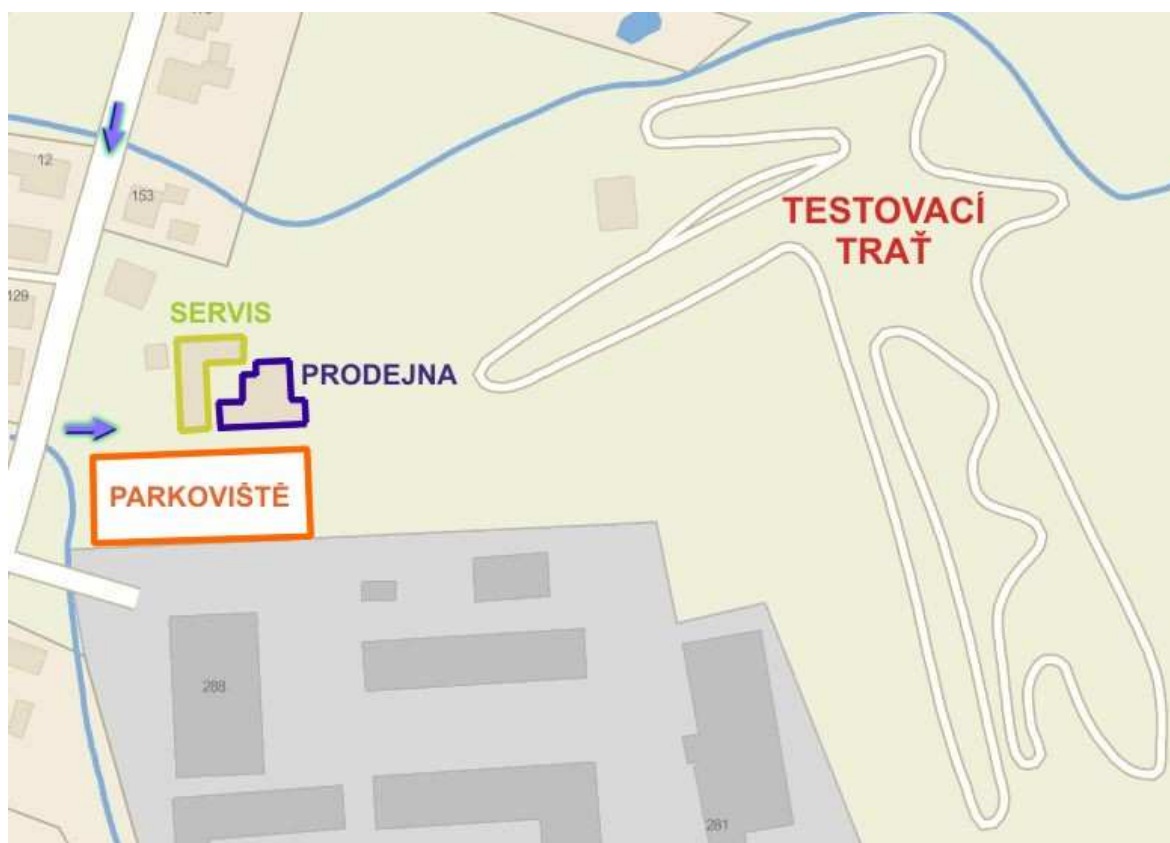 12
153
TESTOVACÍ
TRAŤ
129
SERVIS
PRODEJNA
PARKOVIŠTĚ
288
281